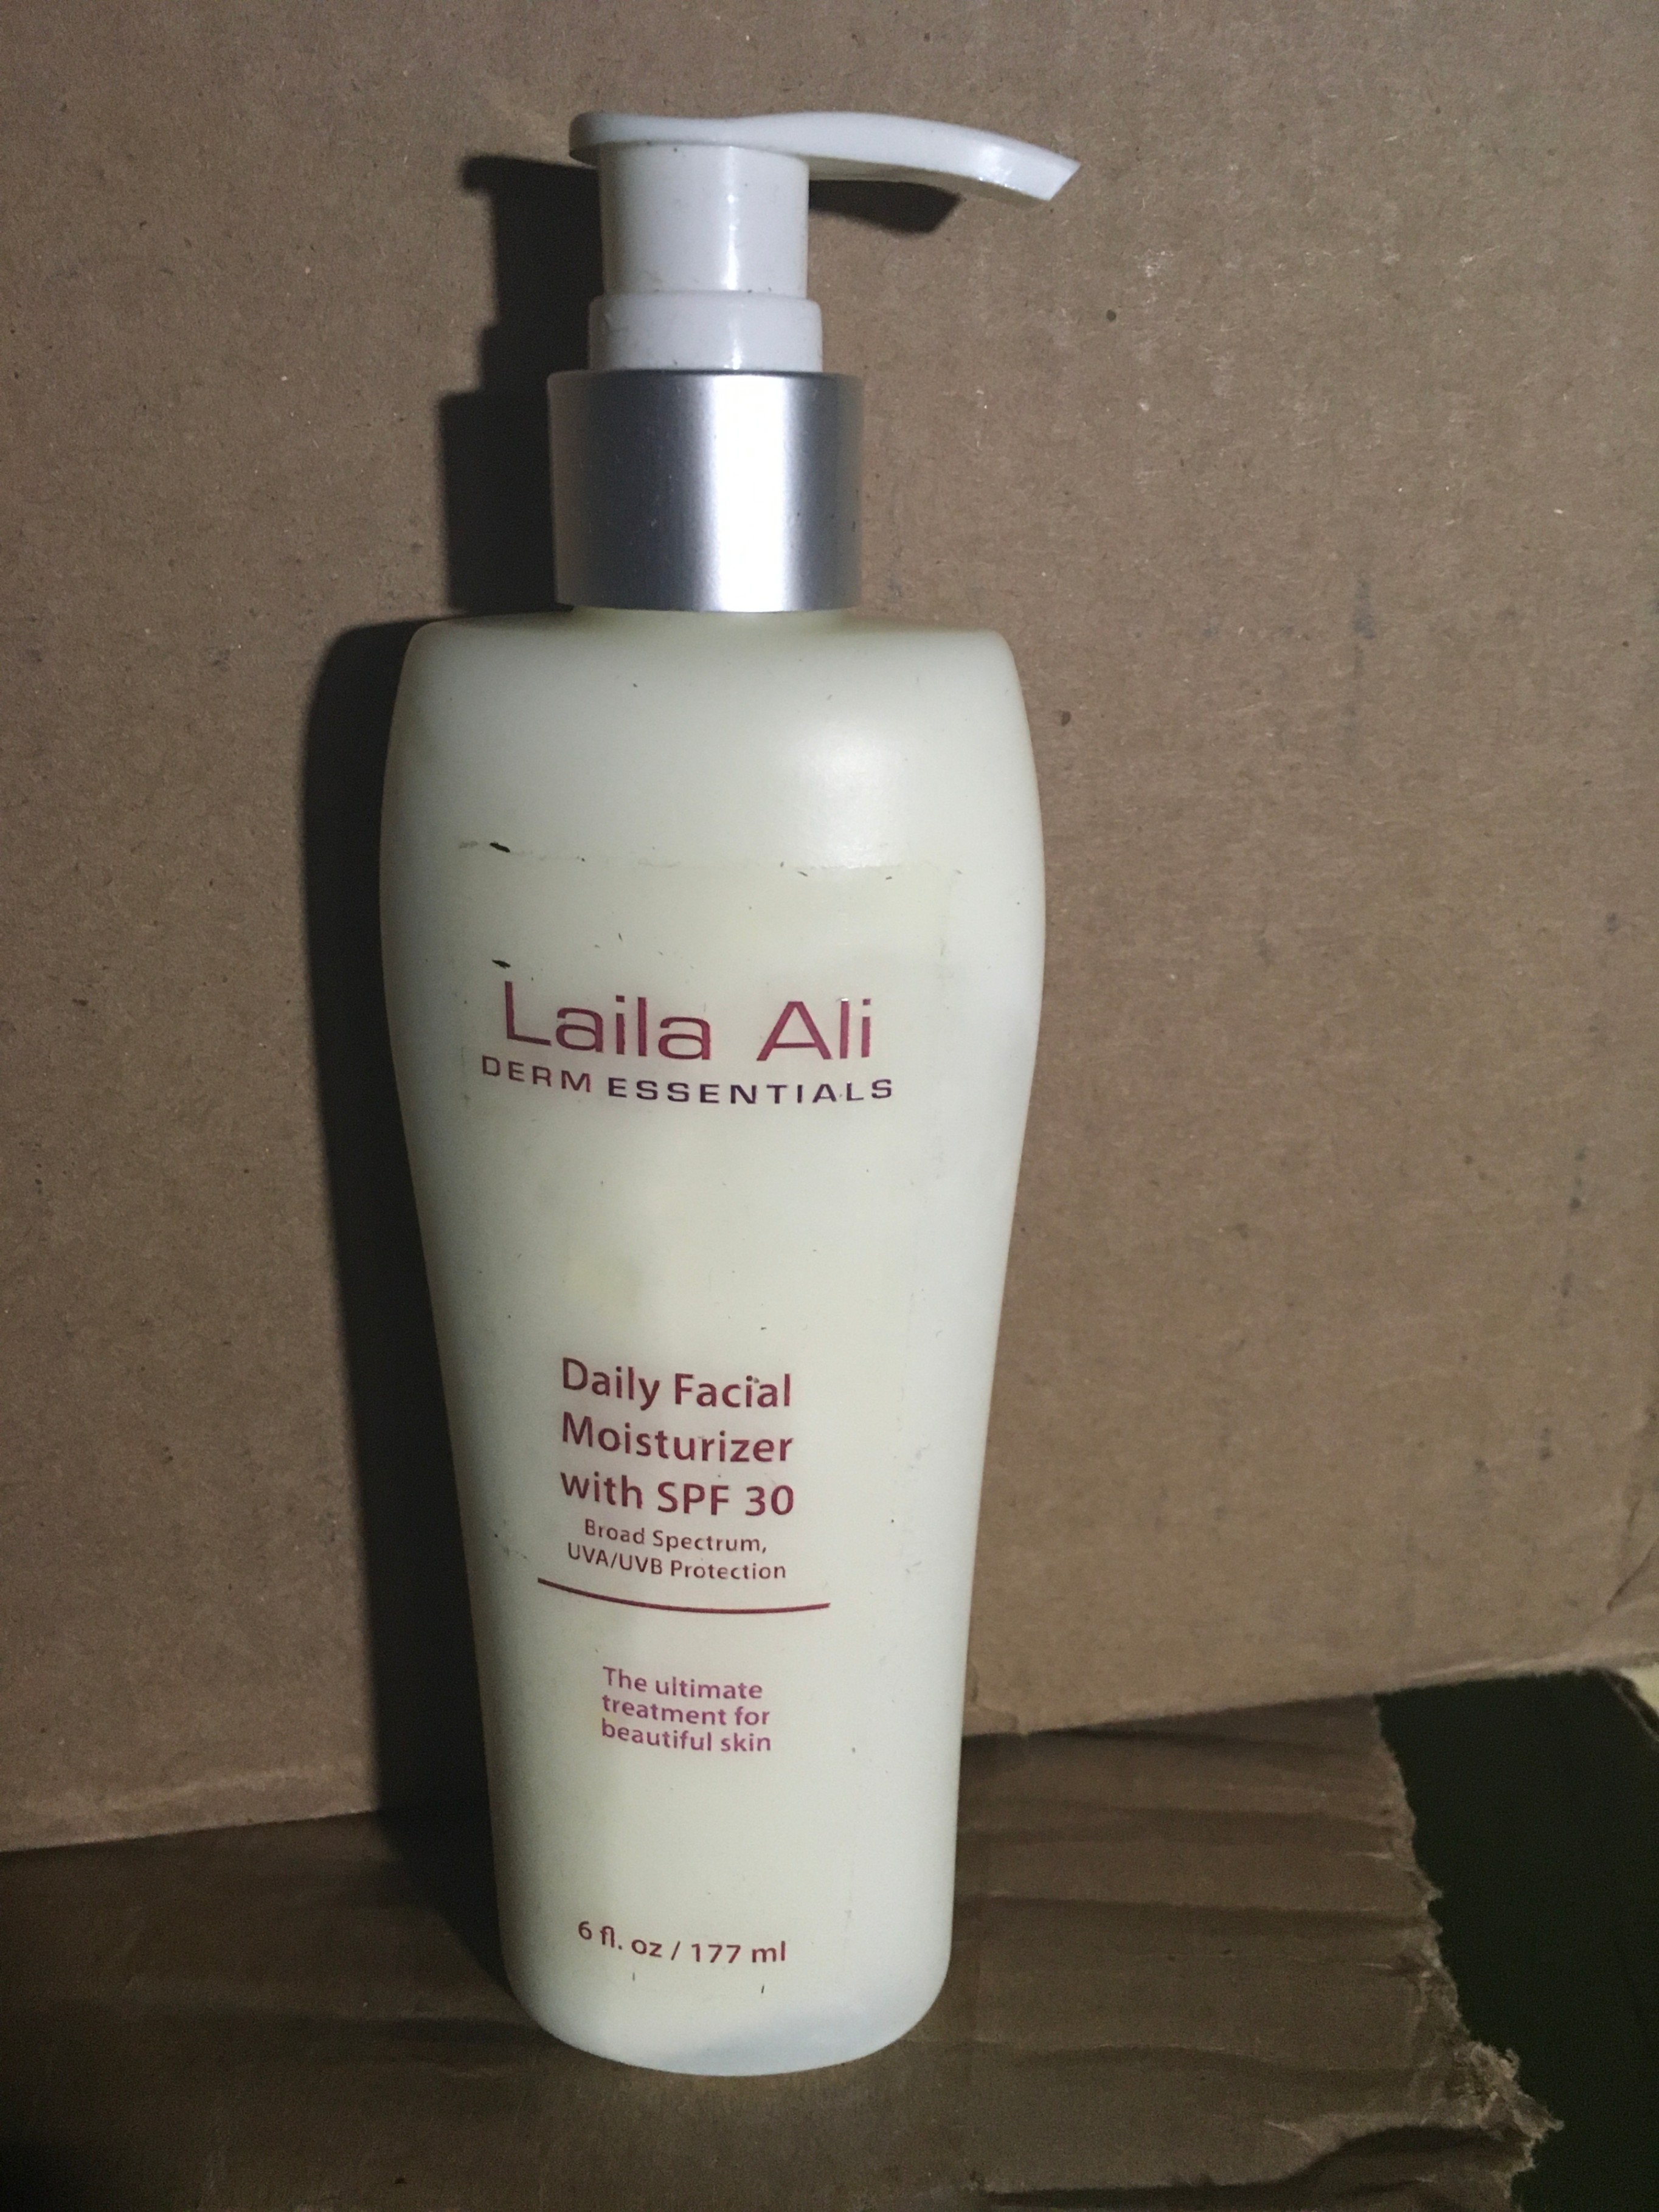 Laila Ali
DERM ESSENTIALS
Daily Facial
Moisturizer
with SPF 30
Broad Spectrum,
UVA/UVB Protection
The ultimate
treatment for
beautiful skin
6 fl. oz / 177 ml